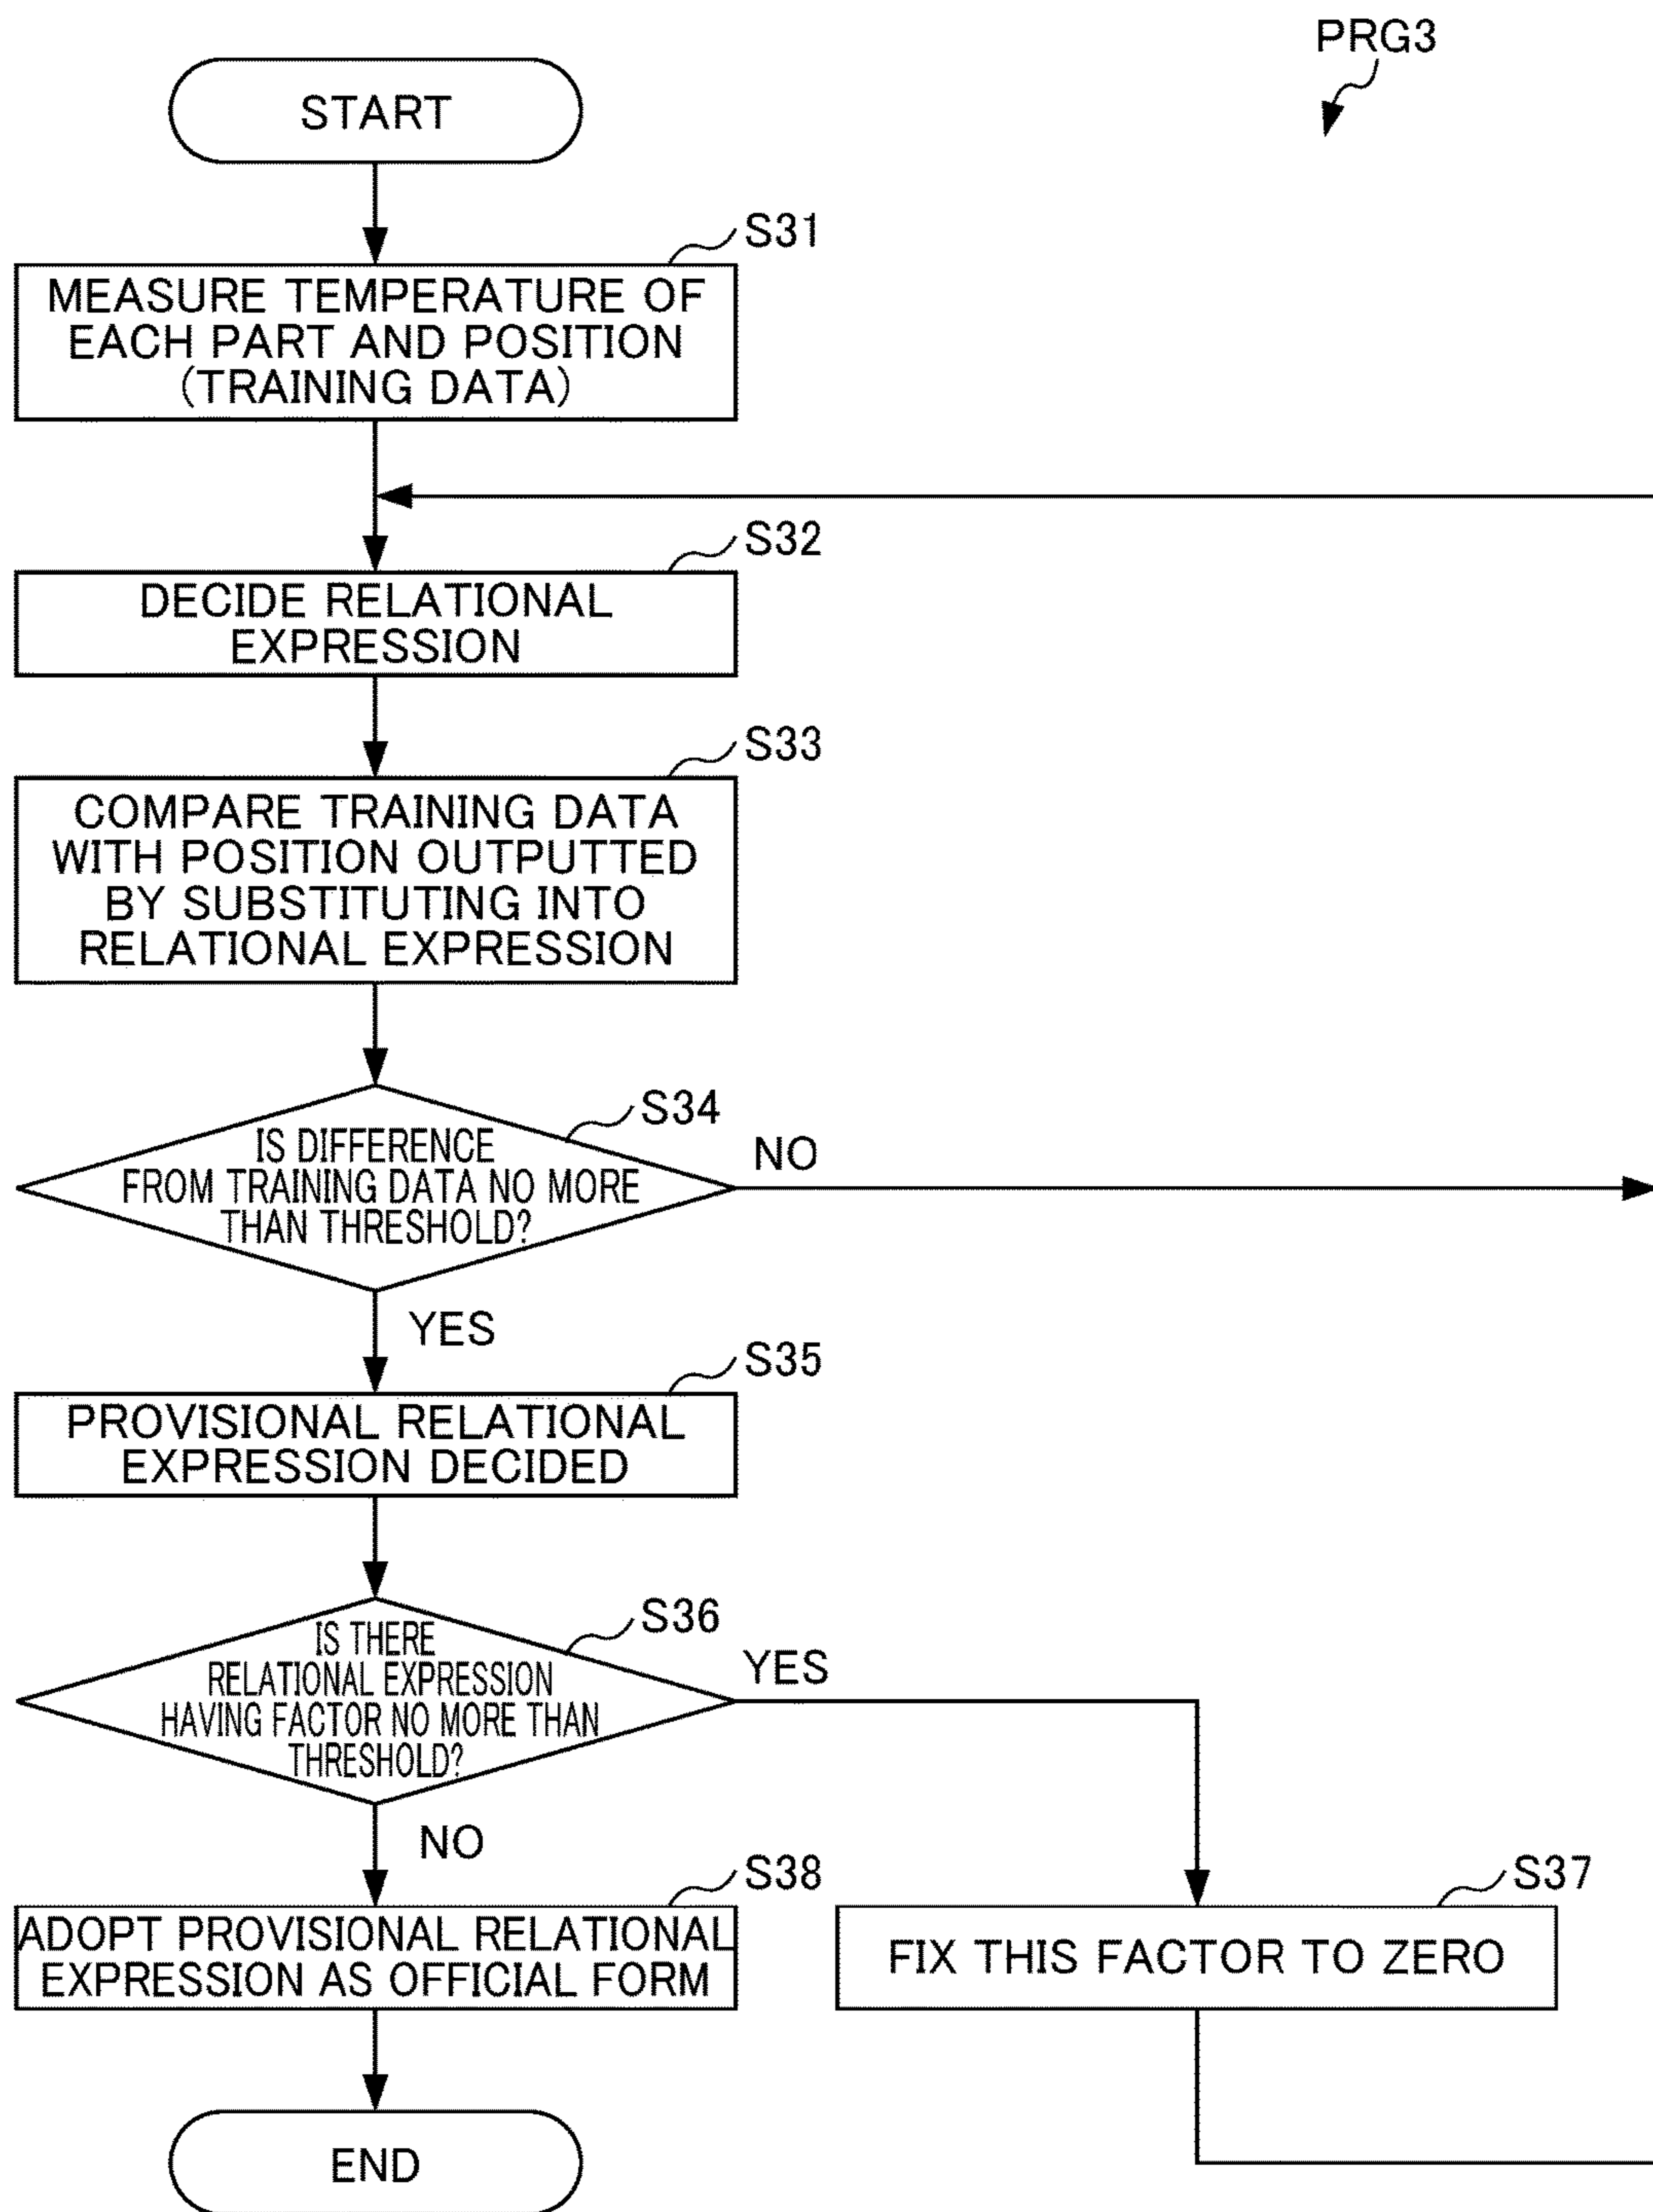 PRG3
START
S31
MEASURE TEMPERATURE OF
EACH PART AND POSITION
(TRAINING DATA)
S32
DECIDE RELATIONAL
EXPRESSION
S33
COMPARE TRAINING DATA
WITH POSITION OUTPUTTED
BY SUBSTITUTING INTO
RELATIONAL EXPRESSION
S34
IS DIFFERENCE
FROM TRAINING DATA NO MORE
THAN THRESHOLD?
NO
YES
S35
PROVISIONAL RELATIONAL
EXPRESSION DECIDED
S36
IS THERE
RELATIONAL EXPRESSION
HAVING FACTOR NO MORE THAN
THRESHOLD?
YES
NO
S38
ADOPT PROVISIONAL RELATIONAL
EXPRESSION AS OFFICIAL FORM
S37
FIX THIS FACTOR TO ZERO
END